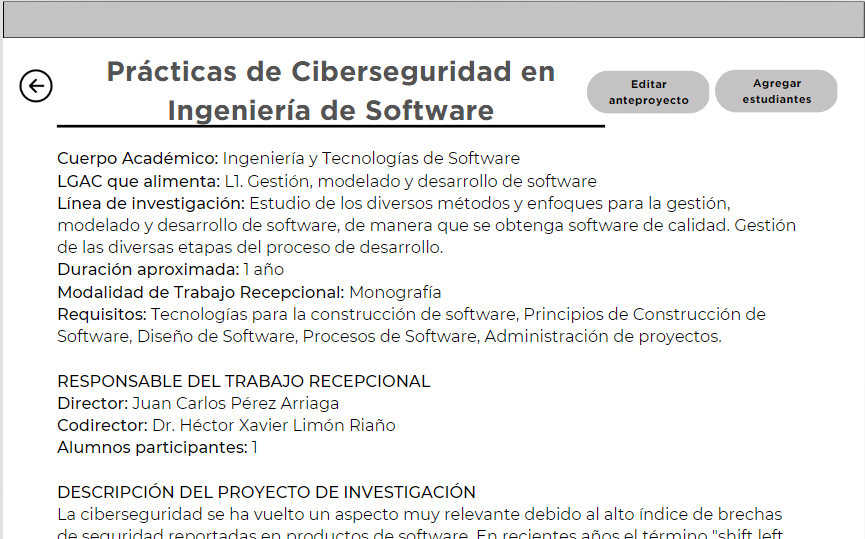 Prácticas de Ciberseguridad en
Ingeniería de Software
Editar
anteproyecto
Agregar
estudiantes
Cuerpo Académico: Ingeniería y Tecnologías de Software
LGAC que alimenta: L1. Gestión, modelado y desarrollo de software
Línea de investigación: Estudio de los diversos métodos y enfoques para la gestión,
modelado y desarrollo de software, de manera que se obtenga software de calidad. Gestión
de las diversas etapas del proceso de desarrollo.
Duración aproximada: 1 año
Modalidad de Trabajo Recepcional: Monografía
Requisitos: Tecnologías para la construcción de software, Principios de Construcción de
Software, Diseño de Software, Procesos de Software, Administración de proyectos.
RESPONSABLE DEL TRABAJO RECEPCIONAL
Director: Juan Carlos Pérez Arriaga
Codirector: Dr. Héctor Xavier Limón Riaño
Alumnos participantes: 1
DESCRIPCIÓN DEL PROYECTO DE INVESTIGACIÓN
La ciberseguridad se ha vuelto un aspecto muy relevante debido al alto índice de brechas
de seguridad reportadas en productos de software. En recientes años el término "shift left